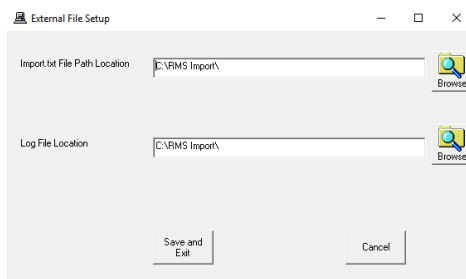 External File Setup
Import.txt File Path Location
C:\RMS Import\
Browse
Log File Location
C:\RMS Import\
Browse
Save and
Exit
Cancel